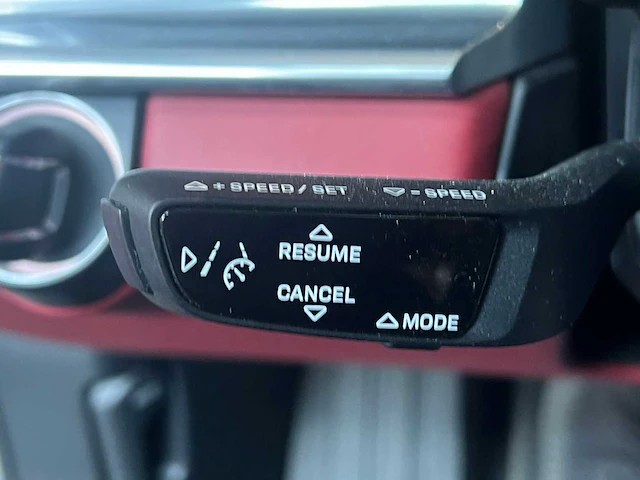 + SPEED / SET - SPEED
RESUME
CANCEL
MODE